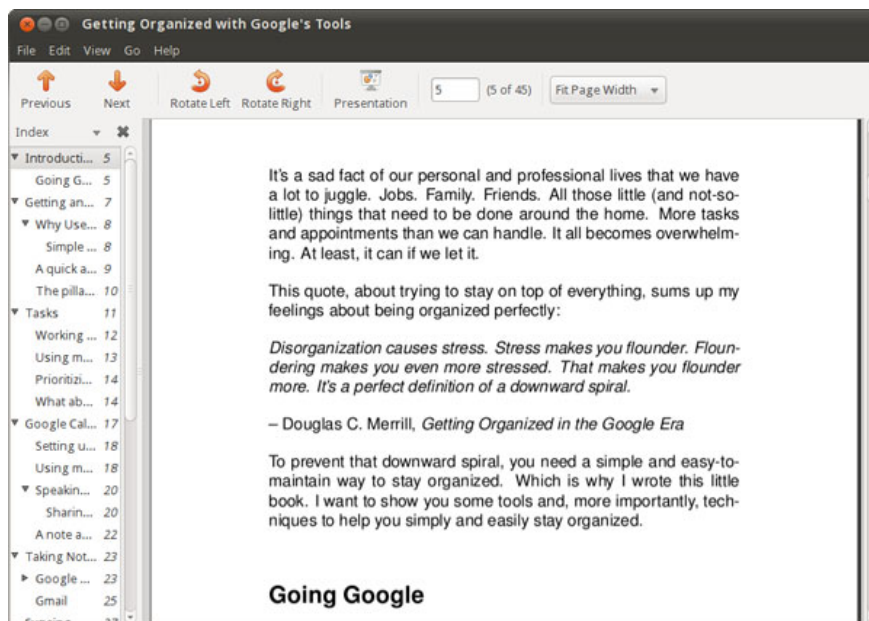 Getting Organized with Google's Tools
File Edit View Go Help
Previous Next Rotate Left Rotate Right Presentation 5 (5 of 45) Fit Page Width
Index
Introducti... 5
Going G... 5
Getting an... 7
Why Use... 8
Simple ... 8
A quick a... 9
The pilla... 10
Tasks 11
Working ... 12
Using m... 13
Prioritizi... 14
What ab... 14
Google Cal... 17
Setting u... 18
Using m... 18
Speakin... 20
Sharin... 20
A note a... 22
Taking Not... 23
Google ... 23
Gmail 25
It's a sad fact of our personal and professional lives that we have
a lot to juggle. Jobs. Family. Friends. All those little (and not-so-
little) things that need to be done around the home. More tasks
and appointments than we can handle. It all becomes overwhelm-
ing. At least, it can if we let it.
This quote, about trying to stay on top of everything, sums up my
feelings about being organized perfectly:
Disorganization causes stress. Stress makes you flounder. Floun-
dering makes you even more stressed. That makes you flounder
more. It's a perfect definition of a downward spiral.
– Douglas C. Merrill, Getting Organized in the Google Era
To prevent that downward spiral, you need a simple and easy-to-
maintain way to stay organized. Which is why I wrote this little
book. I want to show you some tools and, more importantly, tech-
niques to help you simply and easily stay organized.
Going Google